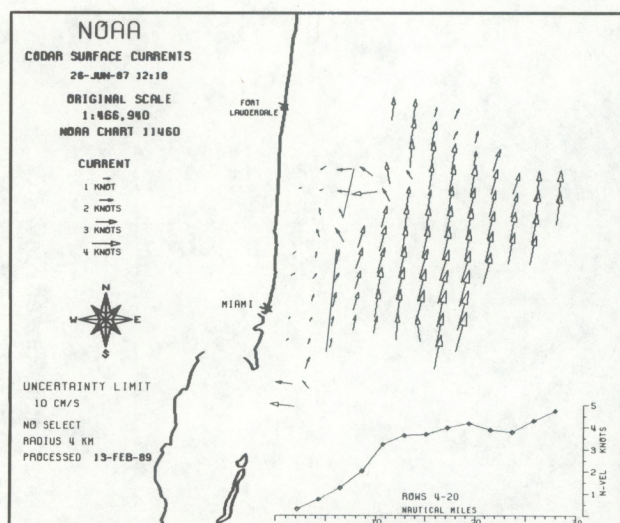 NOAA
CODAR SURFACE CURRENTS
26-JUN-87 12:18
ORIGINAL SCALE
1:466,940
NOAA CHART 11460
CURRENT
1 KNOT
2 KNOTS
3 KNOTS
4 KNOTS
N
W E
S
UNCERTAINTY LIMIT
10 CM/S
NO SELECT
RADIUS 4 KM
PROCESSED 13-FEB-89
FORT
LAUDERDALE
MIAMI
5
4
3
2
1
N-VEL KNOTS
ROWS 4-20
NAUTICAL MILES